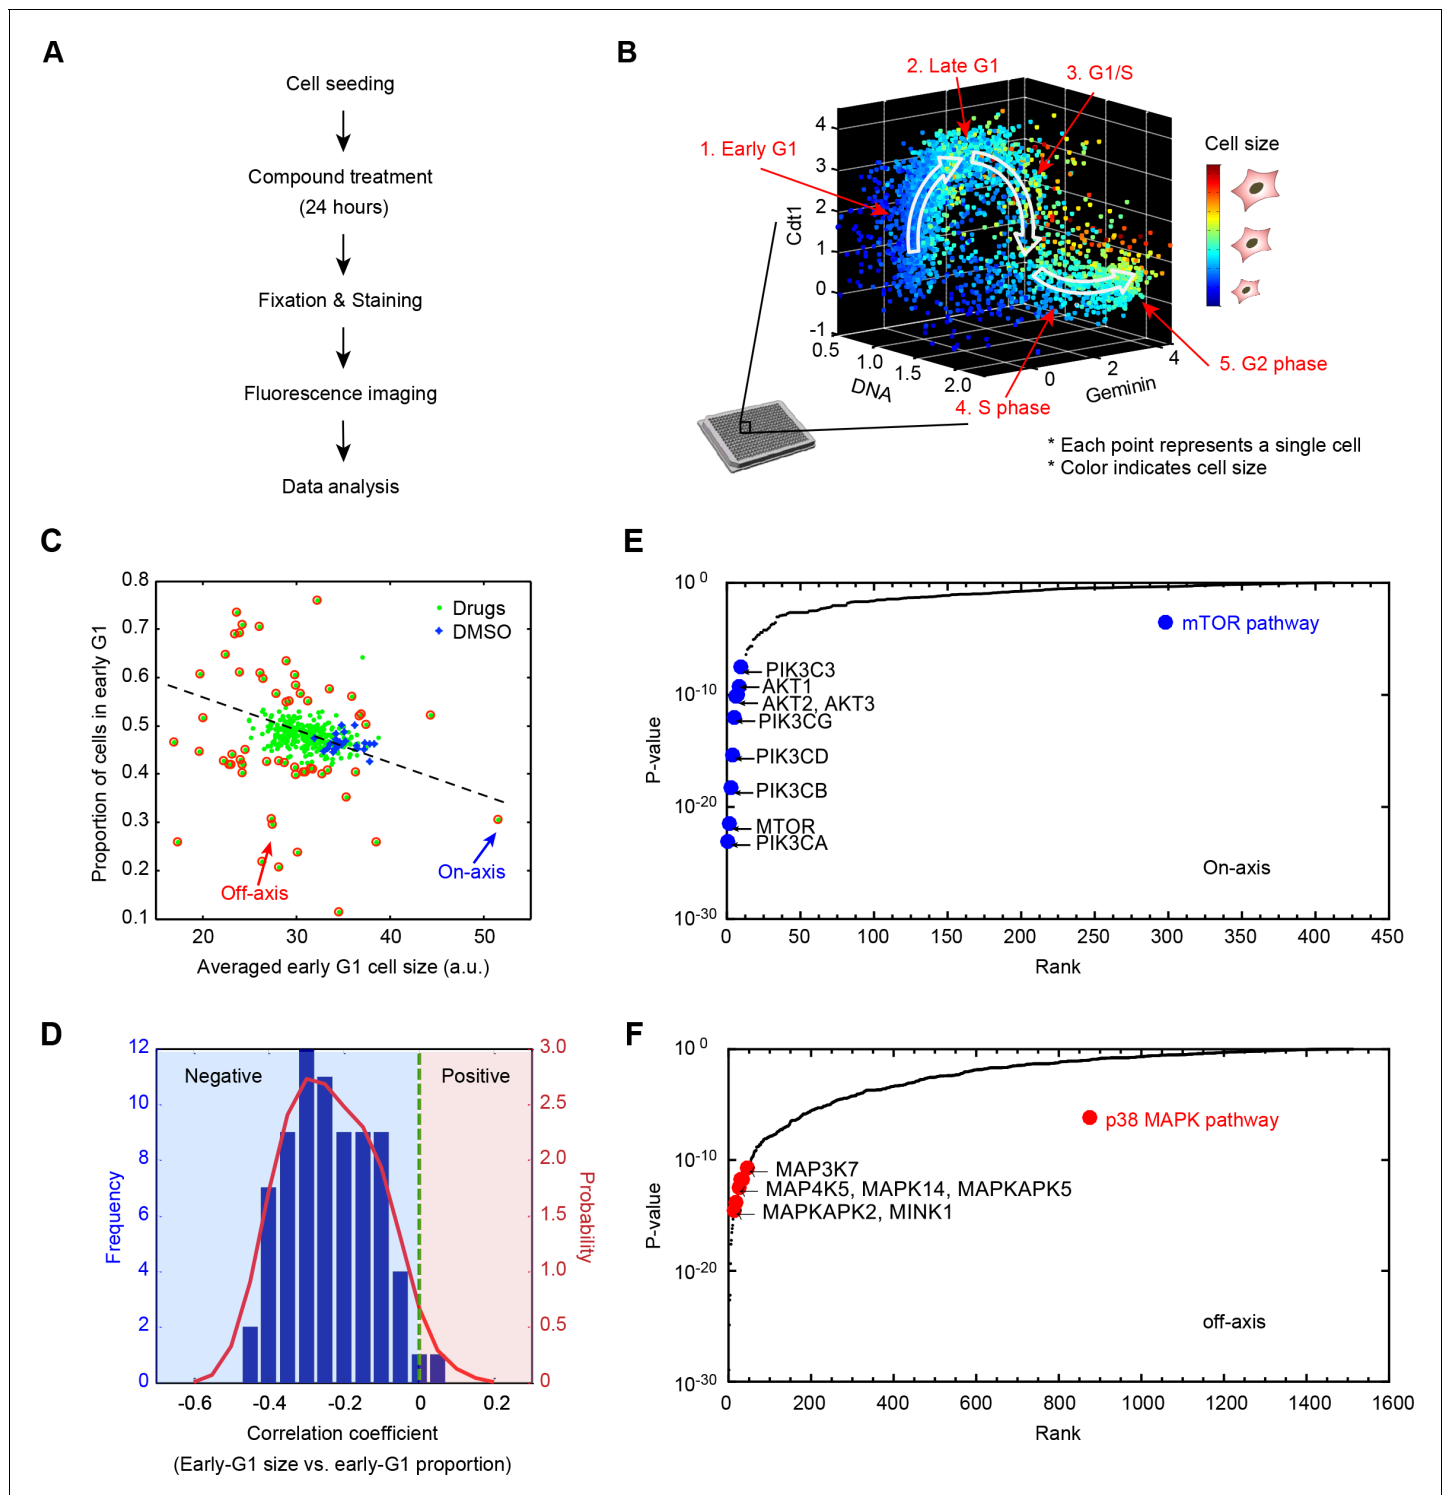 A
Cell seeding
Compound treatment
(24 hours)
Fixation & Staining
Fluorescence imaging
Data analysis
B
2. Late G1
3. G1/S
1. Early G1
Cell size
Cdt1
4
3
2
1
0
-1
0.5
1.0
1.5
2.0
DNA
0
2
4
Geminin
5. G2 phase
4. S phase
* Each point represents a single cell
* Color indicates cell size
C
Proportion of cells in early G1
0.8
0.7
0.6
0.5
0.4
0.3
0.2
0.1
Drugs
DMSO
On-axis
Off-axis
20
30
40
50
Averaged early G1 cell size (a.u.)
E
P-value
10^0
10^-10
10^-20
10^-30
mTOR pathway
PIK3C3
AKT1
AKT2, AKT3
PIK3CG
PIK3CD
PIK3CB
MTOR
PIK3CA
On-axis
0 50 100 150 200 250 300 350 400 450
Rank
D
Frequency
12
10
8
6
4
2
0
Negative
Positive
3.0
2.5
2.0
1.5
1.0
0.5
0
Probability
-0.6 -0.4 -0.2 0 0.2
Correlation coefficient
(Early-G1 size vs. early-G1 proportion)
F
P-value
10^0
10^-10
10^-20
10^-30
p38 MAPK pathway
MAP3K7
MAP4K5, MAPK14, MAPKAPK5
MAPKAPK2, MINK1
off-axis
0 200 400 600 800 1000 1200 1400 1600
Rank